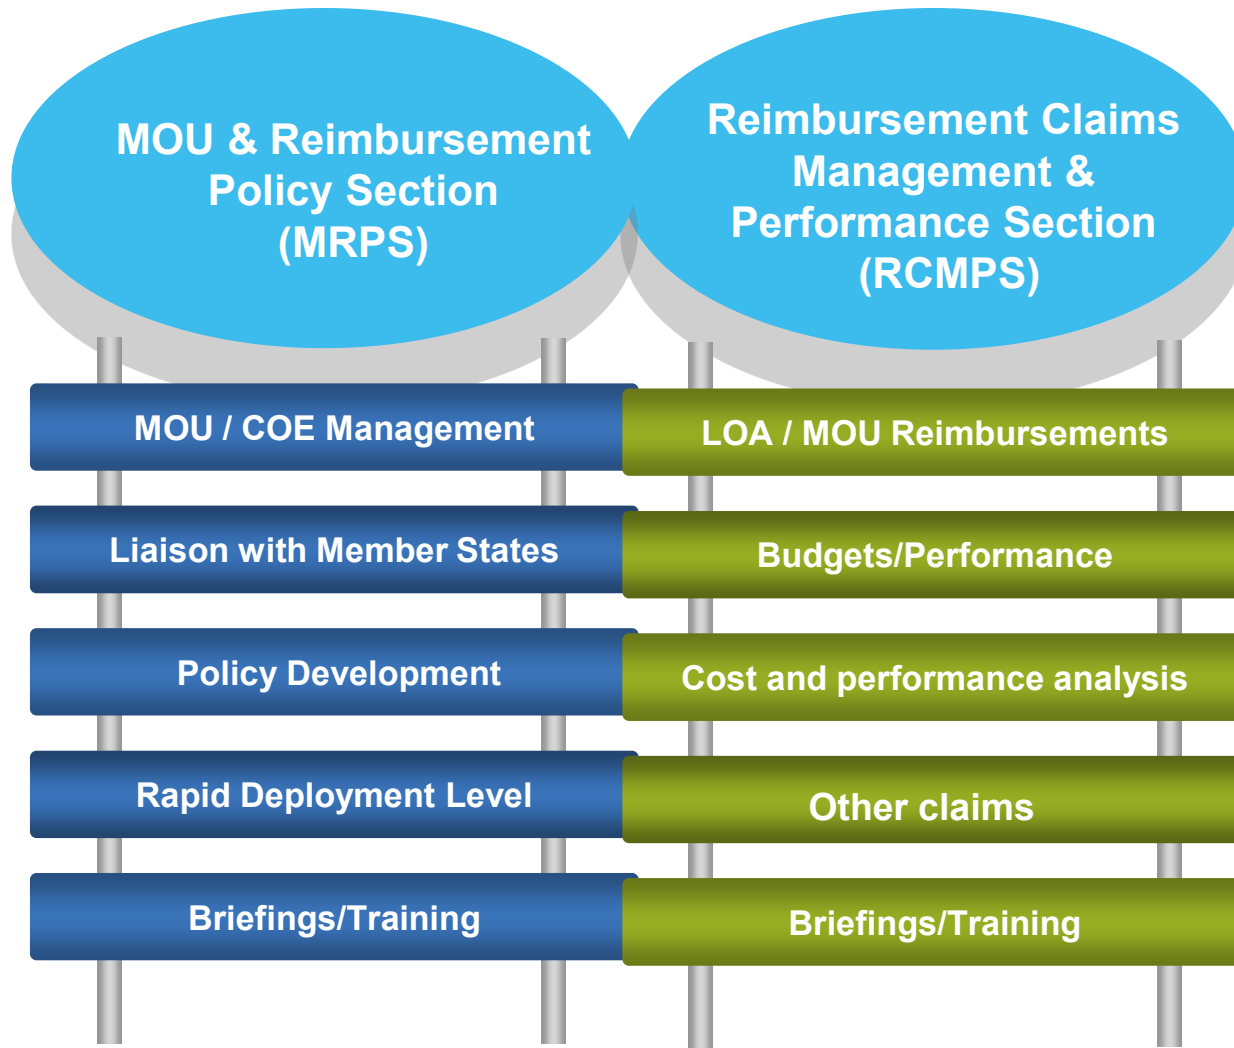 MOU & Reimbursement
Policy Section
(MRPS)
MOU / COE Management
Liaison with Member States
Policy Development
Rapid Deployment Level
Briefings/Training
Reimbursement Claims
Management &
Performance Section
(RCMPS)
LOA / MOU Reimbursements
Budgets/Performance
Cost and performance analysis
Other claims
Briefings/Training